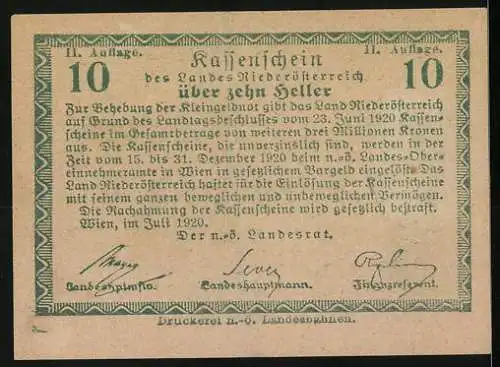 II. Auflage. Kassenschein II. Auflage.
10 des Landes Niederösterreich 10
über zehn Heller
Zur Behebung der Kleingeldnot gibt das Land Niederösterreich
auf Grund des Landtagsbeschlusses vom 23. Juni 1920 Kassen-
scheine im Gesamtbetrage von weiteren drei Millionen Kronen
aus. Die Kassenscheine, die unverzinslich sind, werden in der
Zeit vom 15. bis 31. Dezember 1920 beim n.-ö. Landes-Ober-
einnehmeramte in Wien in gesetzlichen Bargeld eingelöst. Das
Land Niederösterreich haftet für die Einlösung der Kassenscheine
mit seinem ganzen beweglichen und unbeweglichen Vermögen.
Die Nachahmung der Kassenscheine wird gesetzlich bestraft.
Wien, im Juli 1920.
Der n.-ö. Landesrat.
Landeshauptmann. Finanzreferent.
Druckerei n.-ö. Landesbahnen.